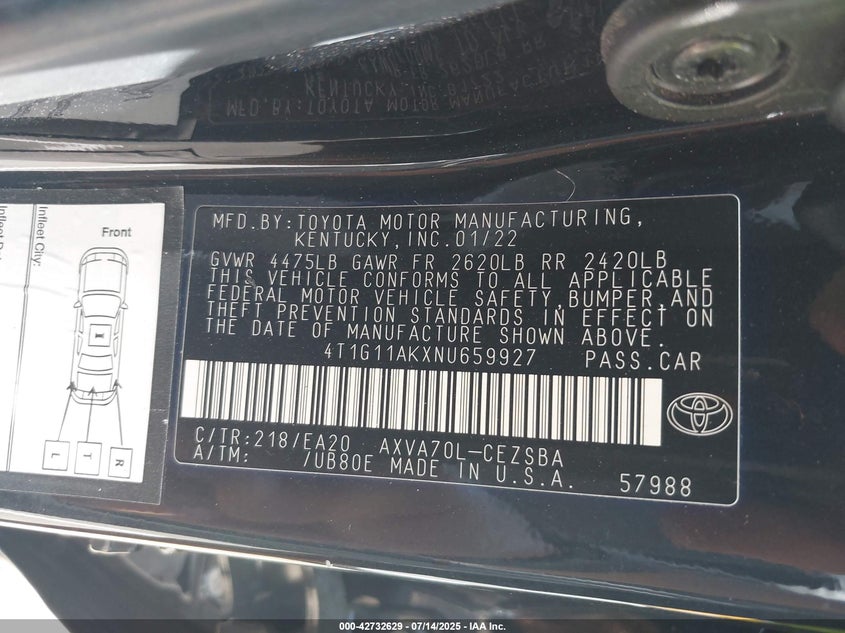 MFD.BY:TOYOTA MOTOR MANUFACTURING,
KENTUCKY,INC.01/22
GVWR 4475LB GAWR FR 2620LB RR 2420LB
THIS VEHICLE CONFORMS TO ALL APPLICABLE
FEDERAL MOTOR VEHICLE SAFETY,BUMPER,AND
THEFT PREVENTION STANDARDS IN EFFECT ON
THE DATE OF MANUFACTURE SHOWN ABOVE.
4T1G11AKXNU659927 PASS.CAR
C/TR:218/EA20 AXVA70L-CEZSBA
A/TM: /UB80E MADE IN U.S.A.
57988
Infleet City:
Front
L
T
R
000-42732629 - 07/14/2025 - IAA Inc.